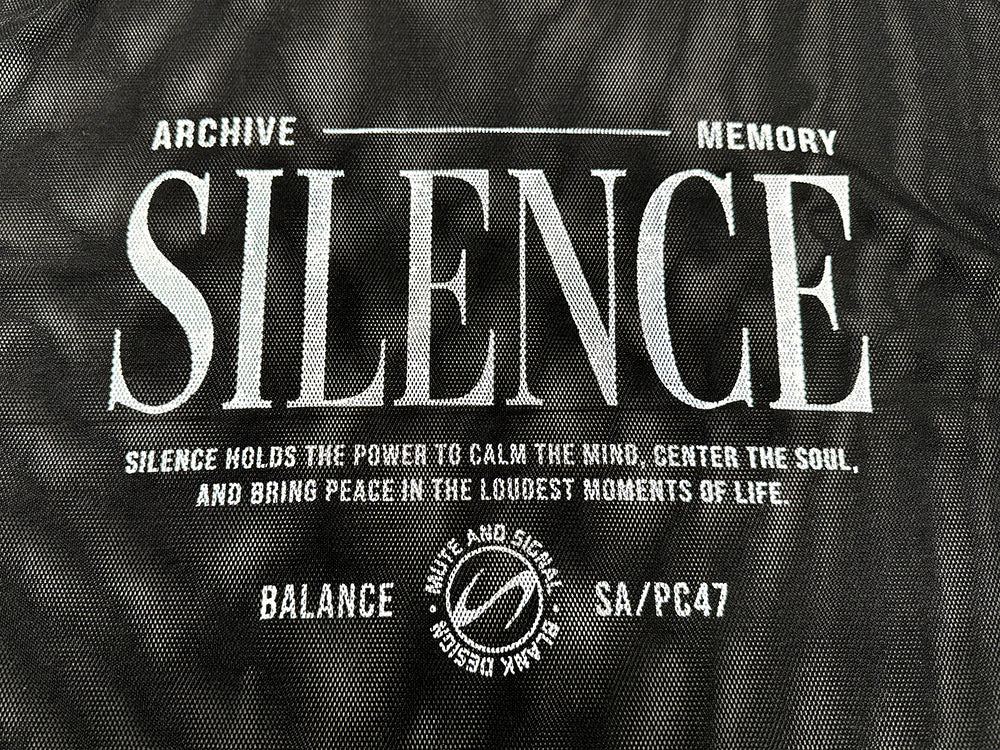 ARCHIVE MEMORY
SILENCE
SILENCE HOLDS THE POWER TO CALM THE MIND, CENTER THE SOUL,
AND BRING PEACE IN THE LOUDEST MOMENTS OF LIFE.
MUTE AND SIGNAL
BALANCE SA/PC47
BLANK DESIGN